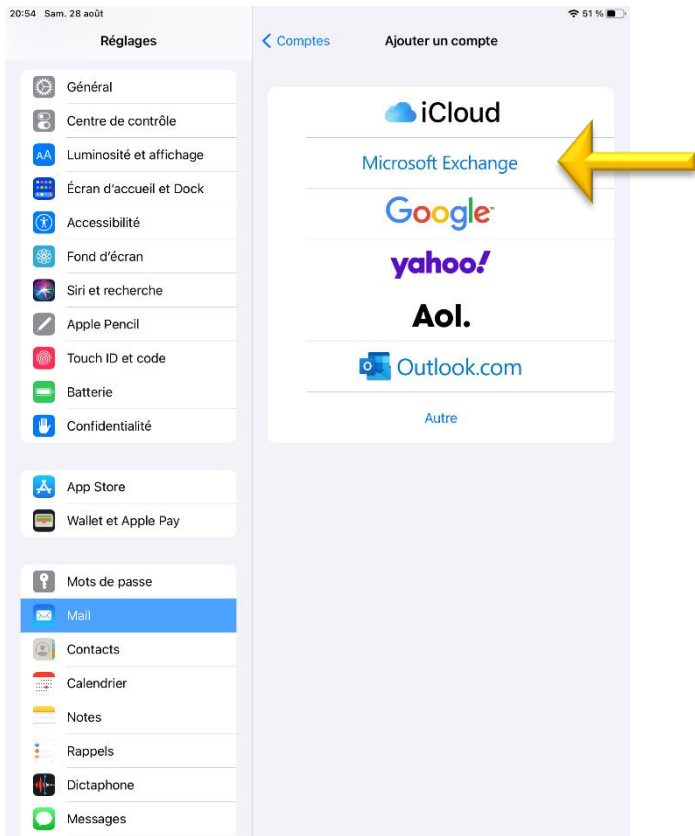 20:54 Sam. 28 août
51 %
Réglages
Général
Centre de contrôle
AA Luminosité et affichage
Écran d'accueil et Dock
Accessibilité
Fond d'écran
Siri et recherche
Apple Pencil
Touch ID et code
Batterie
Confidentialité
App Store
Wallet et Apple Pay
Mots de passe
Mail
Contacts
Calendrier
Notes
Rappels
Dictaphone
Messages
Comptes
Ajouter un compte
iCloud
Microsoft Exchange
Google
yahoo!
Aol.
Outlook.com
Autre